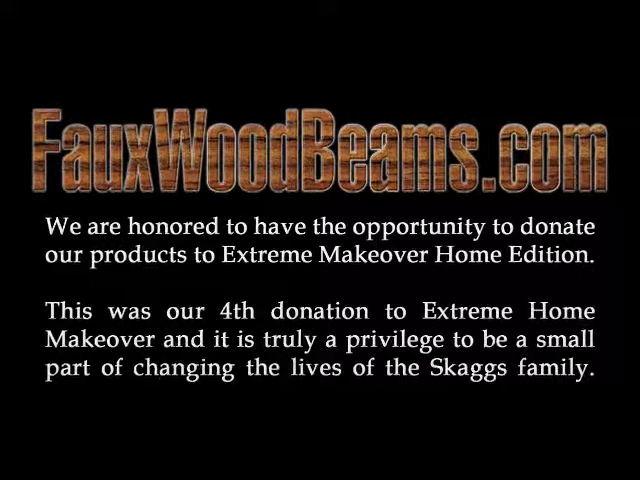 FauxWoodBeams.com
We are honored to have the opportunity to donate
our products to Extreme Makeover Home Edition.
This was our 4th donation to Extreme Home
Makeover and it is truly a privilege to be a small
part of changing the lives of the Skaggs family.